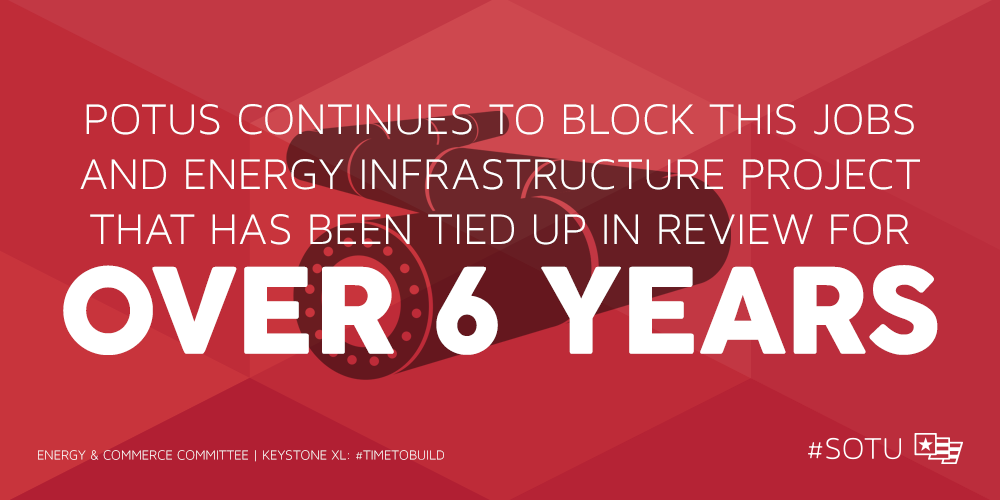 POTUS CONTINUES TO BLOCK THIS JOBS
AND ENERGY INFRASTRUCTURE PROJECT
THAT HAS BEEN TIED UP IN REVIEW FOR
OVER 6 YEARS
ENERGY & COMMERCE COMMITTEE | KEYSTONE XL: #TIMETOBUILD
#SOTU